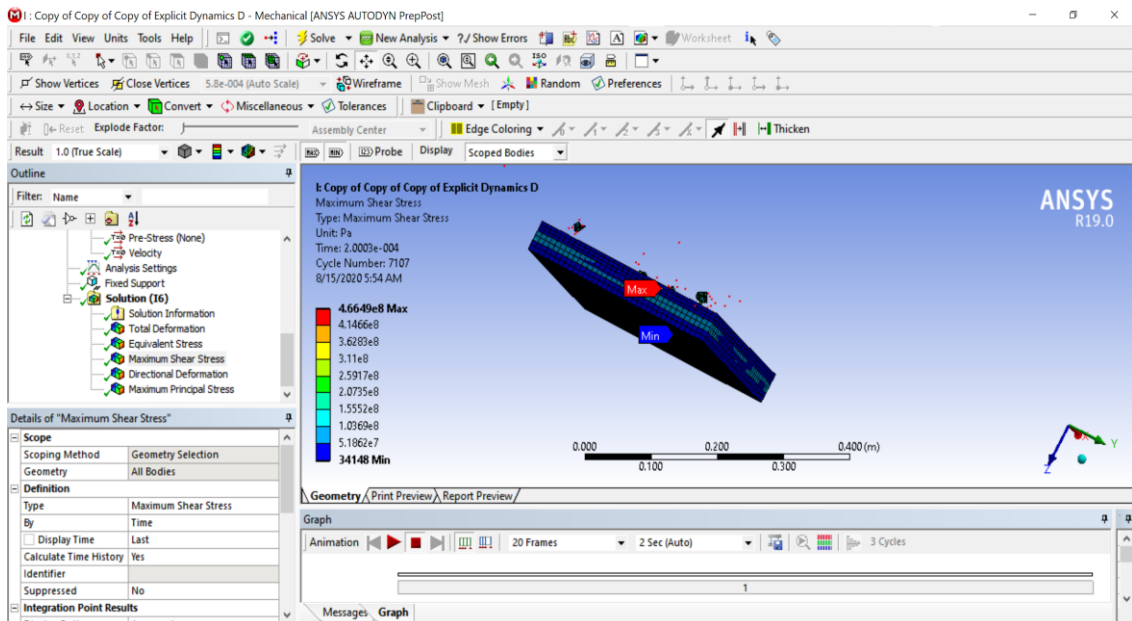 I : Copy of Copy of Copy of Explicit Dynamics D - Mechanical [ANSYS AUTODYN PrepPost]
File Edit View Units Tools Help Solve New Analysis ?/ Show Errors A Worksheet
Show Vertices Close Vertices 5.8e-004 (Auto Scale) Wireframe Show Mesh Random Preferences
Size Location Convert Miscellaneous Tolerances Clipboard [Empty]
Reset Explode Factor: Assembly Center Edge Coloring Thicken
Result 1.0 (True Scale) MAX MIN Probe Display Scoped Bodies
Outline
Filter: Name
Pre-Stress (None)
Velocity
Analysis Settings
Fixed Support
Solution (I6)
Solution Information
Total Deformation
Equivalent Stress
Maximum Shear Stress
Directional Deformation
Maximum Principal Stress
Details of "Maximum Shear Stress"
Scope
Scoping Method Geometry Selection
Geometry All Bodies
Definition
Type Maximum Shear Stress
By Time
Display Time Last
Calculate Time History Yes
Identifier
Suppressed No
Integration Point Results
I: Copy of Copy of Copy of Explicit Dynamics D
Maximum Shear Stress
Type: Maximum Shear Stress
Unit: Pa
Time: 2.0003e-004
Cycle Number: 7107
8/15/2020 5:54 AM
4.6649e8 Max
4.1466e8
3.6283e8
3.11e8
2.5917e8
2.0735e8
1.5552e8
1.0369e8
5.1862e7
34148 Min
Max
Min
ANSYS
R19.0
0.000 0.200 0.400 (m)
0.100 0.300
X
Y
Z
Geometry Print Preview Report Preview
Graph
Animation 20 Frames 2 Sec (Auto) 3 Cycles
1
Messages Graph